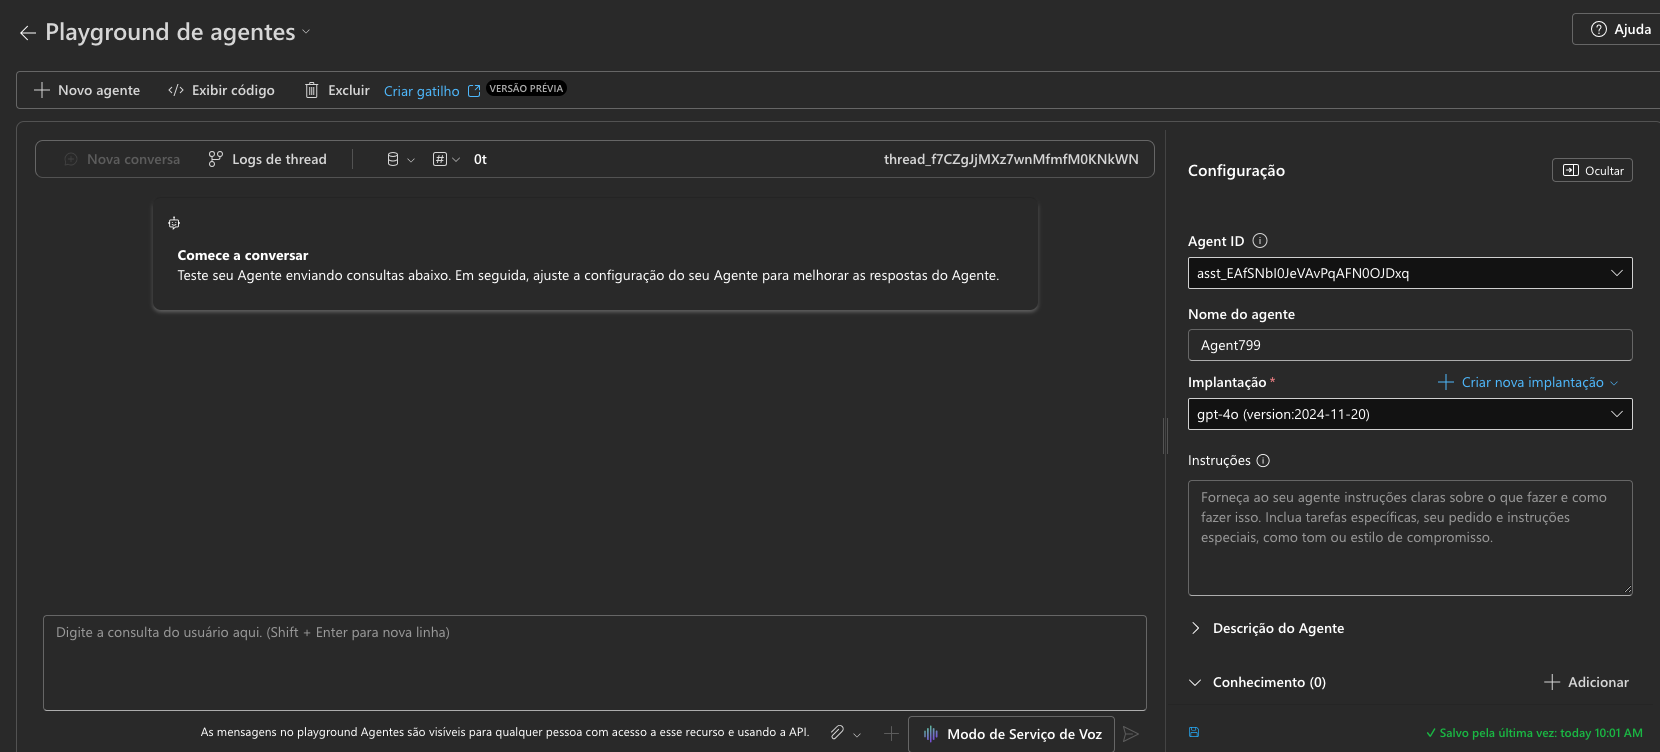 Playground de agentes
Ajuda
Novo agente
Exibir código
Excluir
Criar gatilho
VERSÃO PRÉVIA
Nova conversa
Logs de thread
0t
thread_f7CZgJjMXz7wnMfmfM0KNkWN
Comece a conversar
Teste seu Agente enviando consultas abaixo. Em seguida, ajuste a configuração do seu Agente para melhorar as respostas do Agente.
Digite a consulta do usuário aqui. (Shift + Enter para nova linha)
As mensagens no playground Agentes são visíveis para qualquer pessoa com acesso a esse recurso e usando a API.
Modo de Serviço de Voz
Configuração
Ocultar
Agent ID
asst_EAfSNbI0JeVAvPqAFN0OJDxq
Nome do agente
Agent799
Implantação *
Criar nova implantação
gpt-4o (version:2024-11-20)
Instruções
Forneça ao seu agente instruções claras sobre o que fazer e como
fazer isso. Inclua tarefas específicas, seu pedido e instruções
especiais, como tom ou estilo de compromisso.
Descrição do Agente
Conhecimento (0)
Adicionar
Salvo pela última vez: today 10:01 AM